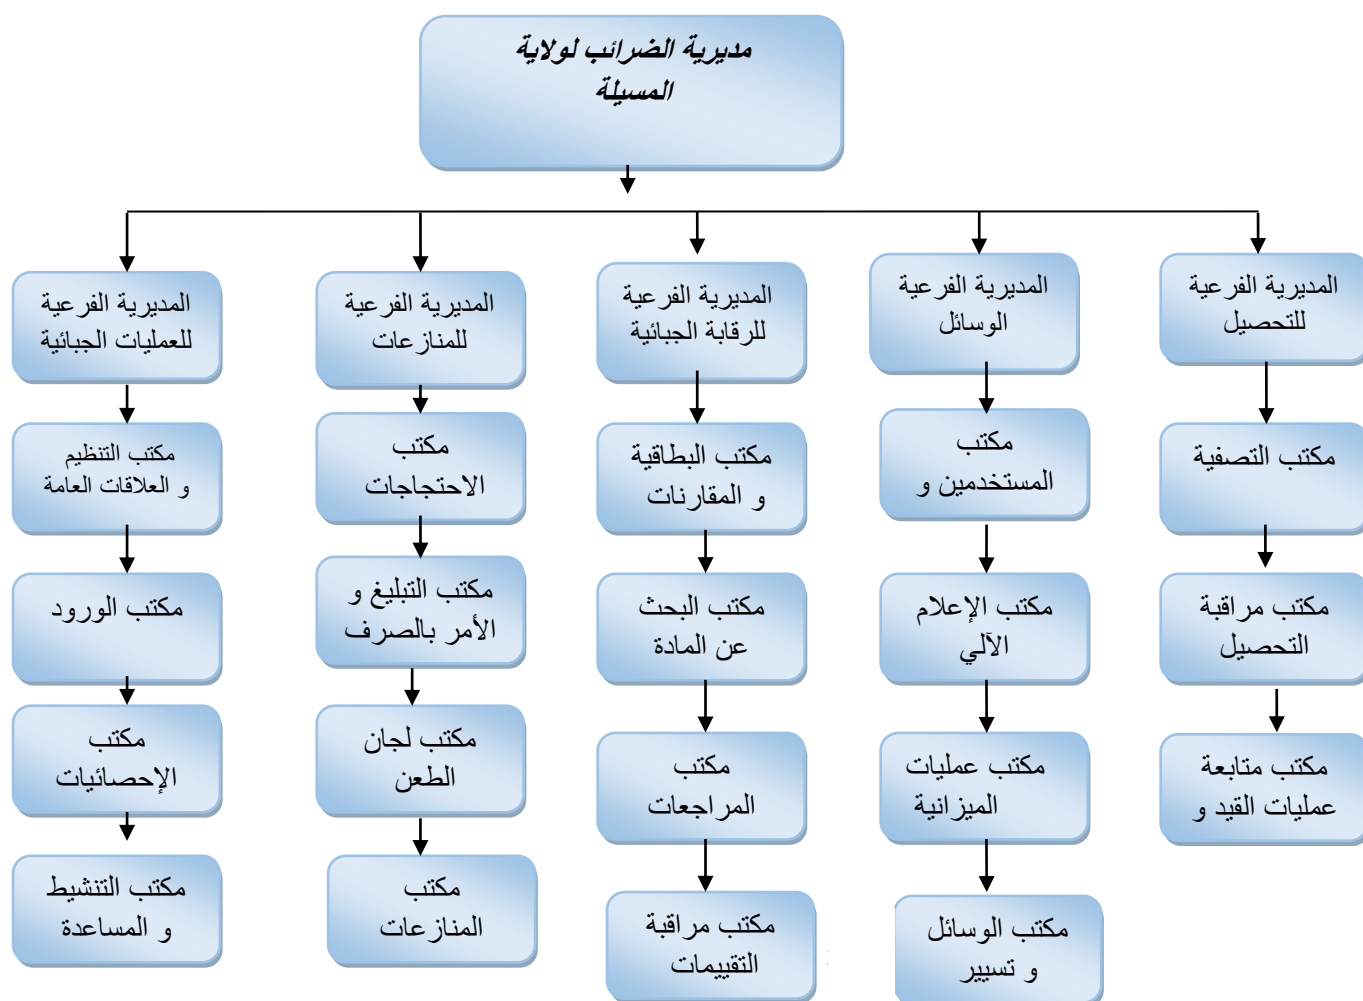 مديرية الضرائب لولاية
المسيلة
المديرية الفرعية
للتحصيل
المديرية الفرعية
الوسائل
المديرية الفرعية
للرقابة الجبائية
المديرية الفرعية
للمنازعات
المديرية الفرعية
للعمليات الجبائية
مكتب التصفية
مكتب
المستخدمين و
مكتب البطاقية
و المقارنات
مكتب
الاحتجاجات
مكتب التنظيم
و العلاقات العامة
مكتب مراقبة
التحصيل
مكتب الإعلام
الآلي
مكتب البحث
عن المادة
مكتب التبليغ و
الأمر بالصرف
مكتب الورود
مكتب متابعة
عمليات القيد و
مكتب عمليات
الميزانية
مكتب
المراجعات
مكتب لجان
الطعن
مكتب
الإحصائيات
مكتب الوسائل
و تسيير
مكتب مراقبة
التقييمات
مكتب
المنازعات
مكتب التنشيط
و المساعدة